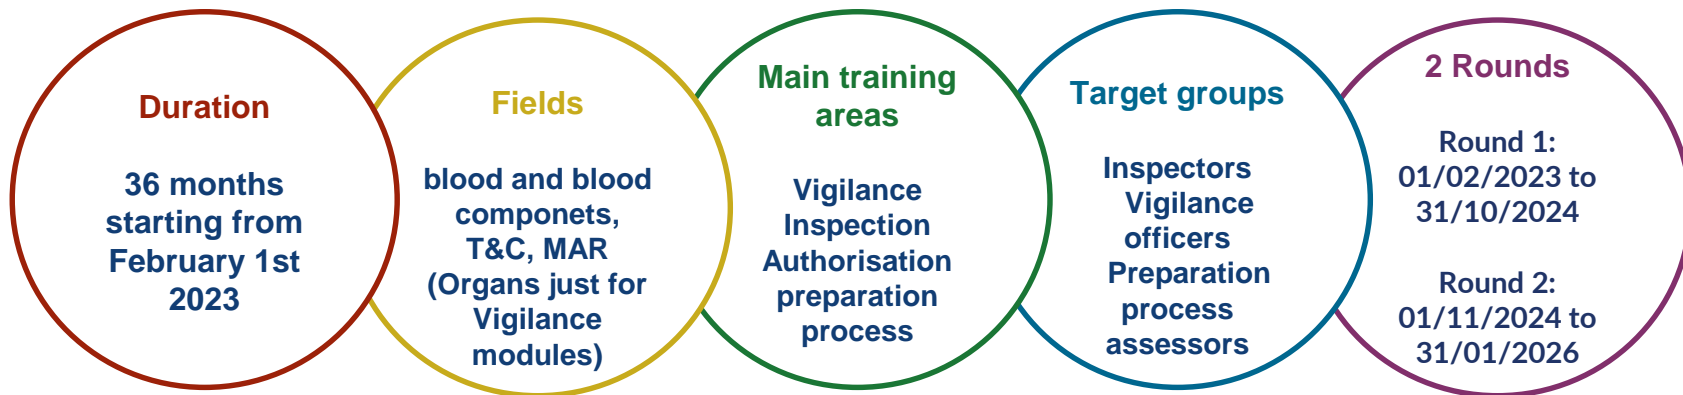 Duration
36 months
starting from
February 1st
2023
Fields
blood and blood
componets,
T&C, MAR
(Organs just for
Vigilance
modules)
Main training
areas
Vigilance
Inspection
Authorisation
preparation
process
Target groups
Inspectors
Vigilance
officers
Preparation
process
assessors
2 Rounds
Round 1:
01/02/2023 to
31/10/2024
Round 2:
01/11/2024 to
31/01/2026